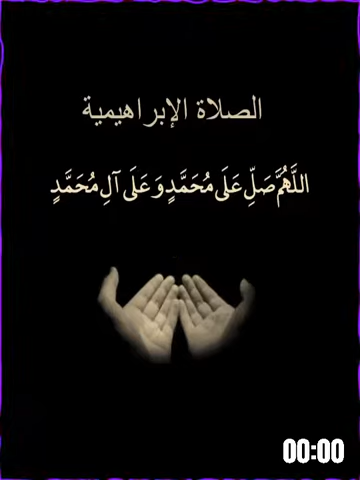 الصلاة الإبراهيمية
اللَّهُمَّ صَلِّ عَلَى مُحَمَّدٍ وَعَلَى آلِ مُحَمَّدٍ
00:00